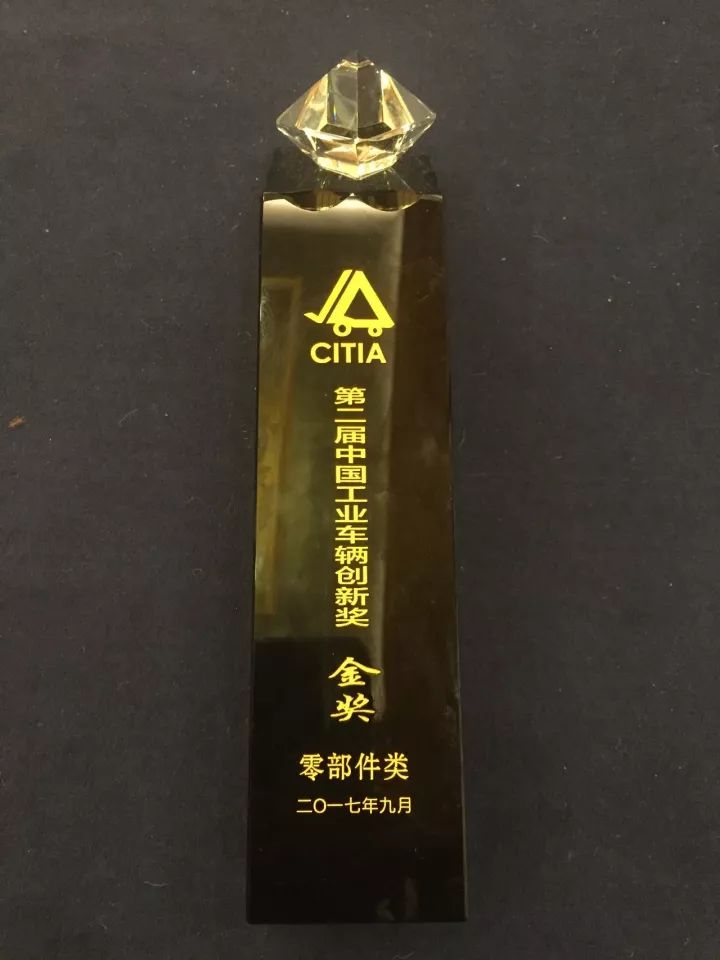 CITIA
第二届中国工业车辆创新奖
金奖
零部件类
二〇一七年九月